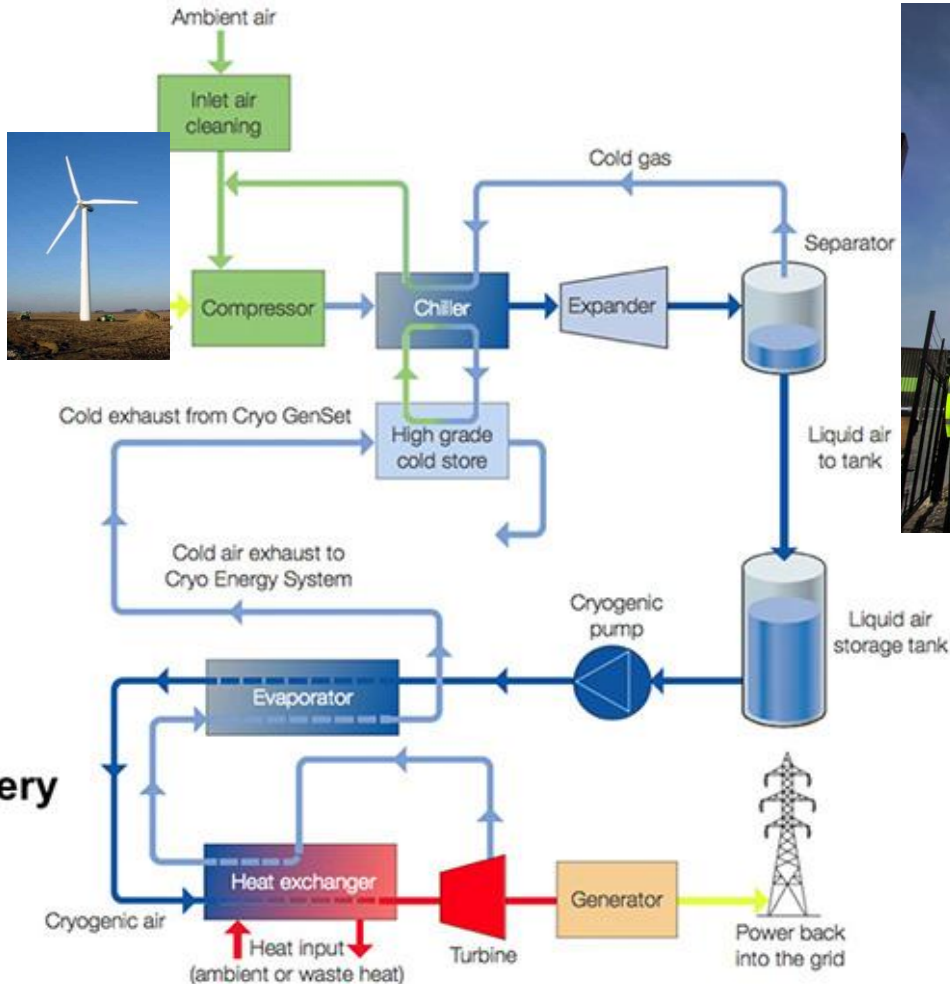 Ambient air
Inlet air
cleaning
Cold gas
Separator
Compressor
Chiller
Expander
Cold exhaust from Cryo GenSet
High grade
cold store
Liquid air
to tank
Cold air exhaust to
Cryo Energy System
Cryogenic
pump
Liquid air
storage tank
Evaporator
ery
Heat exchanger
Generator
Cryogenic air
Heat input
(ambient or waste heat)
Turbine
Power back
into the grid